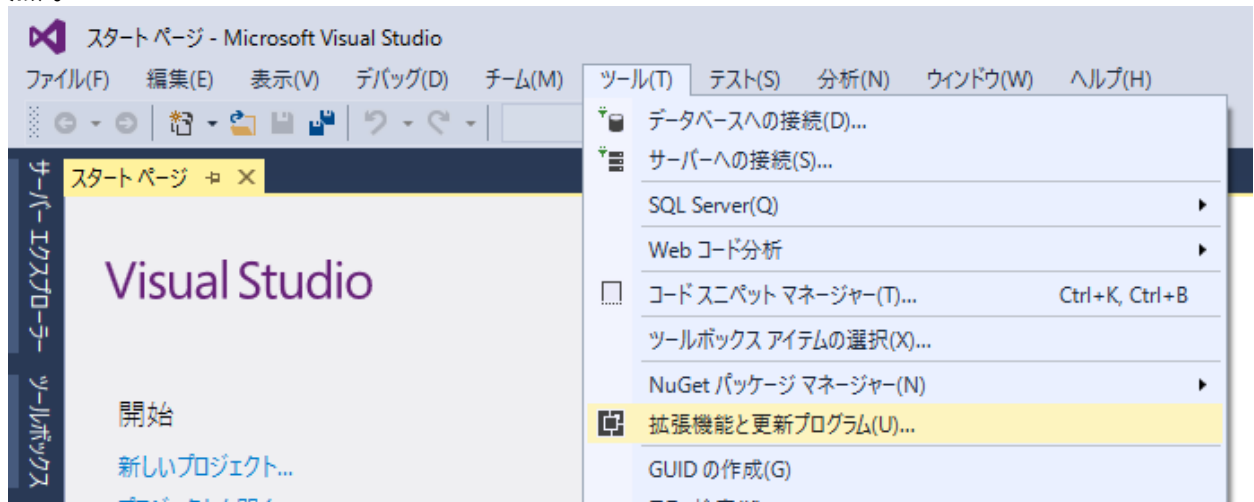 スタート ページ - Microsoft Visual Studio
ファイル(F) 編集(E) 表示(V) デバッグ(D) チーム(M) ツール(T) テスト(S) 分析(N) ウィンドウ(W) ヘルプ(H)
データベースへの接続(D)...
サーバーへの接続(S)...
SQL Server(Q)
Web コード分析
コード スニペット マネージャー(T)... Ctrl+K, Ctrl+B
ツールボックス アイテムの選択(X)...
NuGet パッケージ マネージャー(N)
拡張機能と更新プログラム(U)...
GUID の作成(G)
サーバー エクスプローラー
ツールボックス
スタート ページ
Visual Studio
開始
新しいプロジェクト...